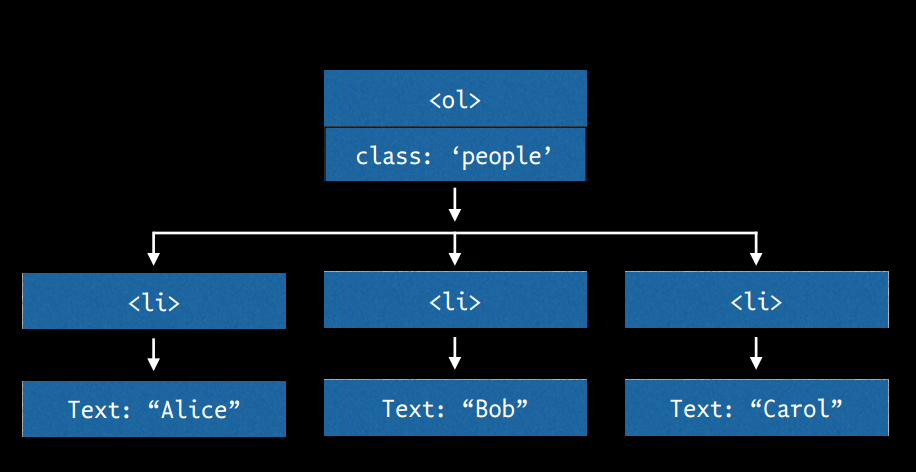 <ol>
class: ‘people’
<li>
<li>
<li>
Text: “Alice”
Text: “Bob”
Text: “Carol”